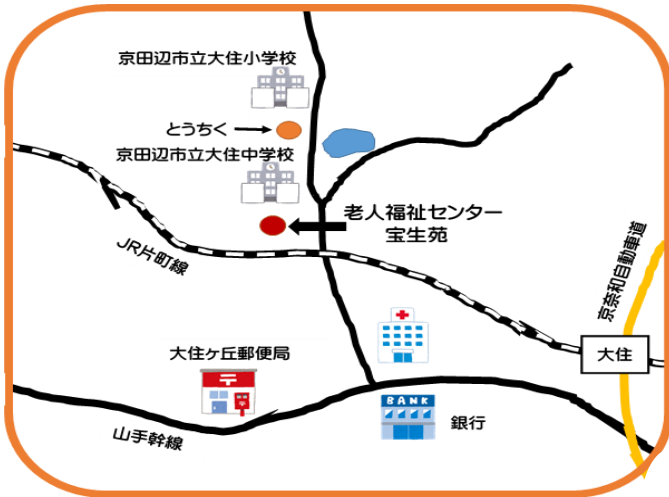 京田辺市立大住小学校
とうちく
京田辺市立大住中学校
老人福祉センター
宝生苑
JR片町線
京奈和自動車道
大住
大住ヶ丘郵便局
〒
BANK
銀行
山手幹線